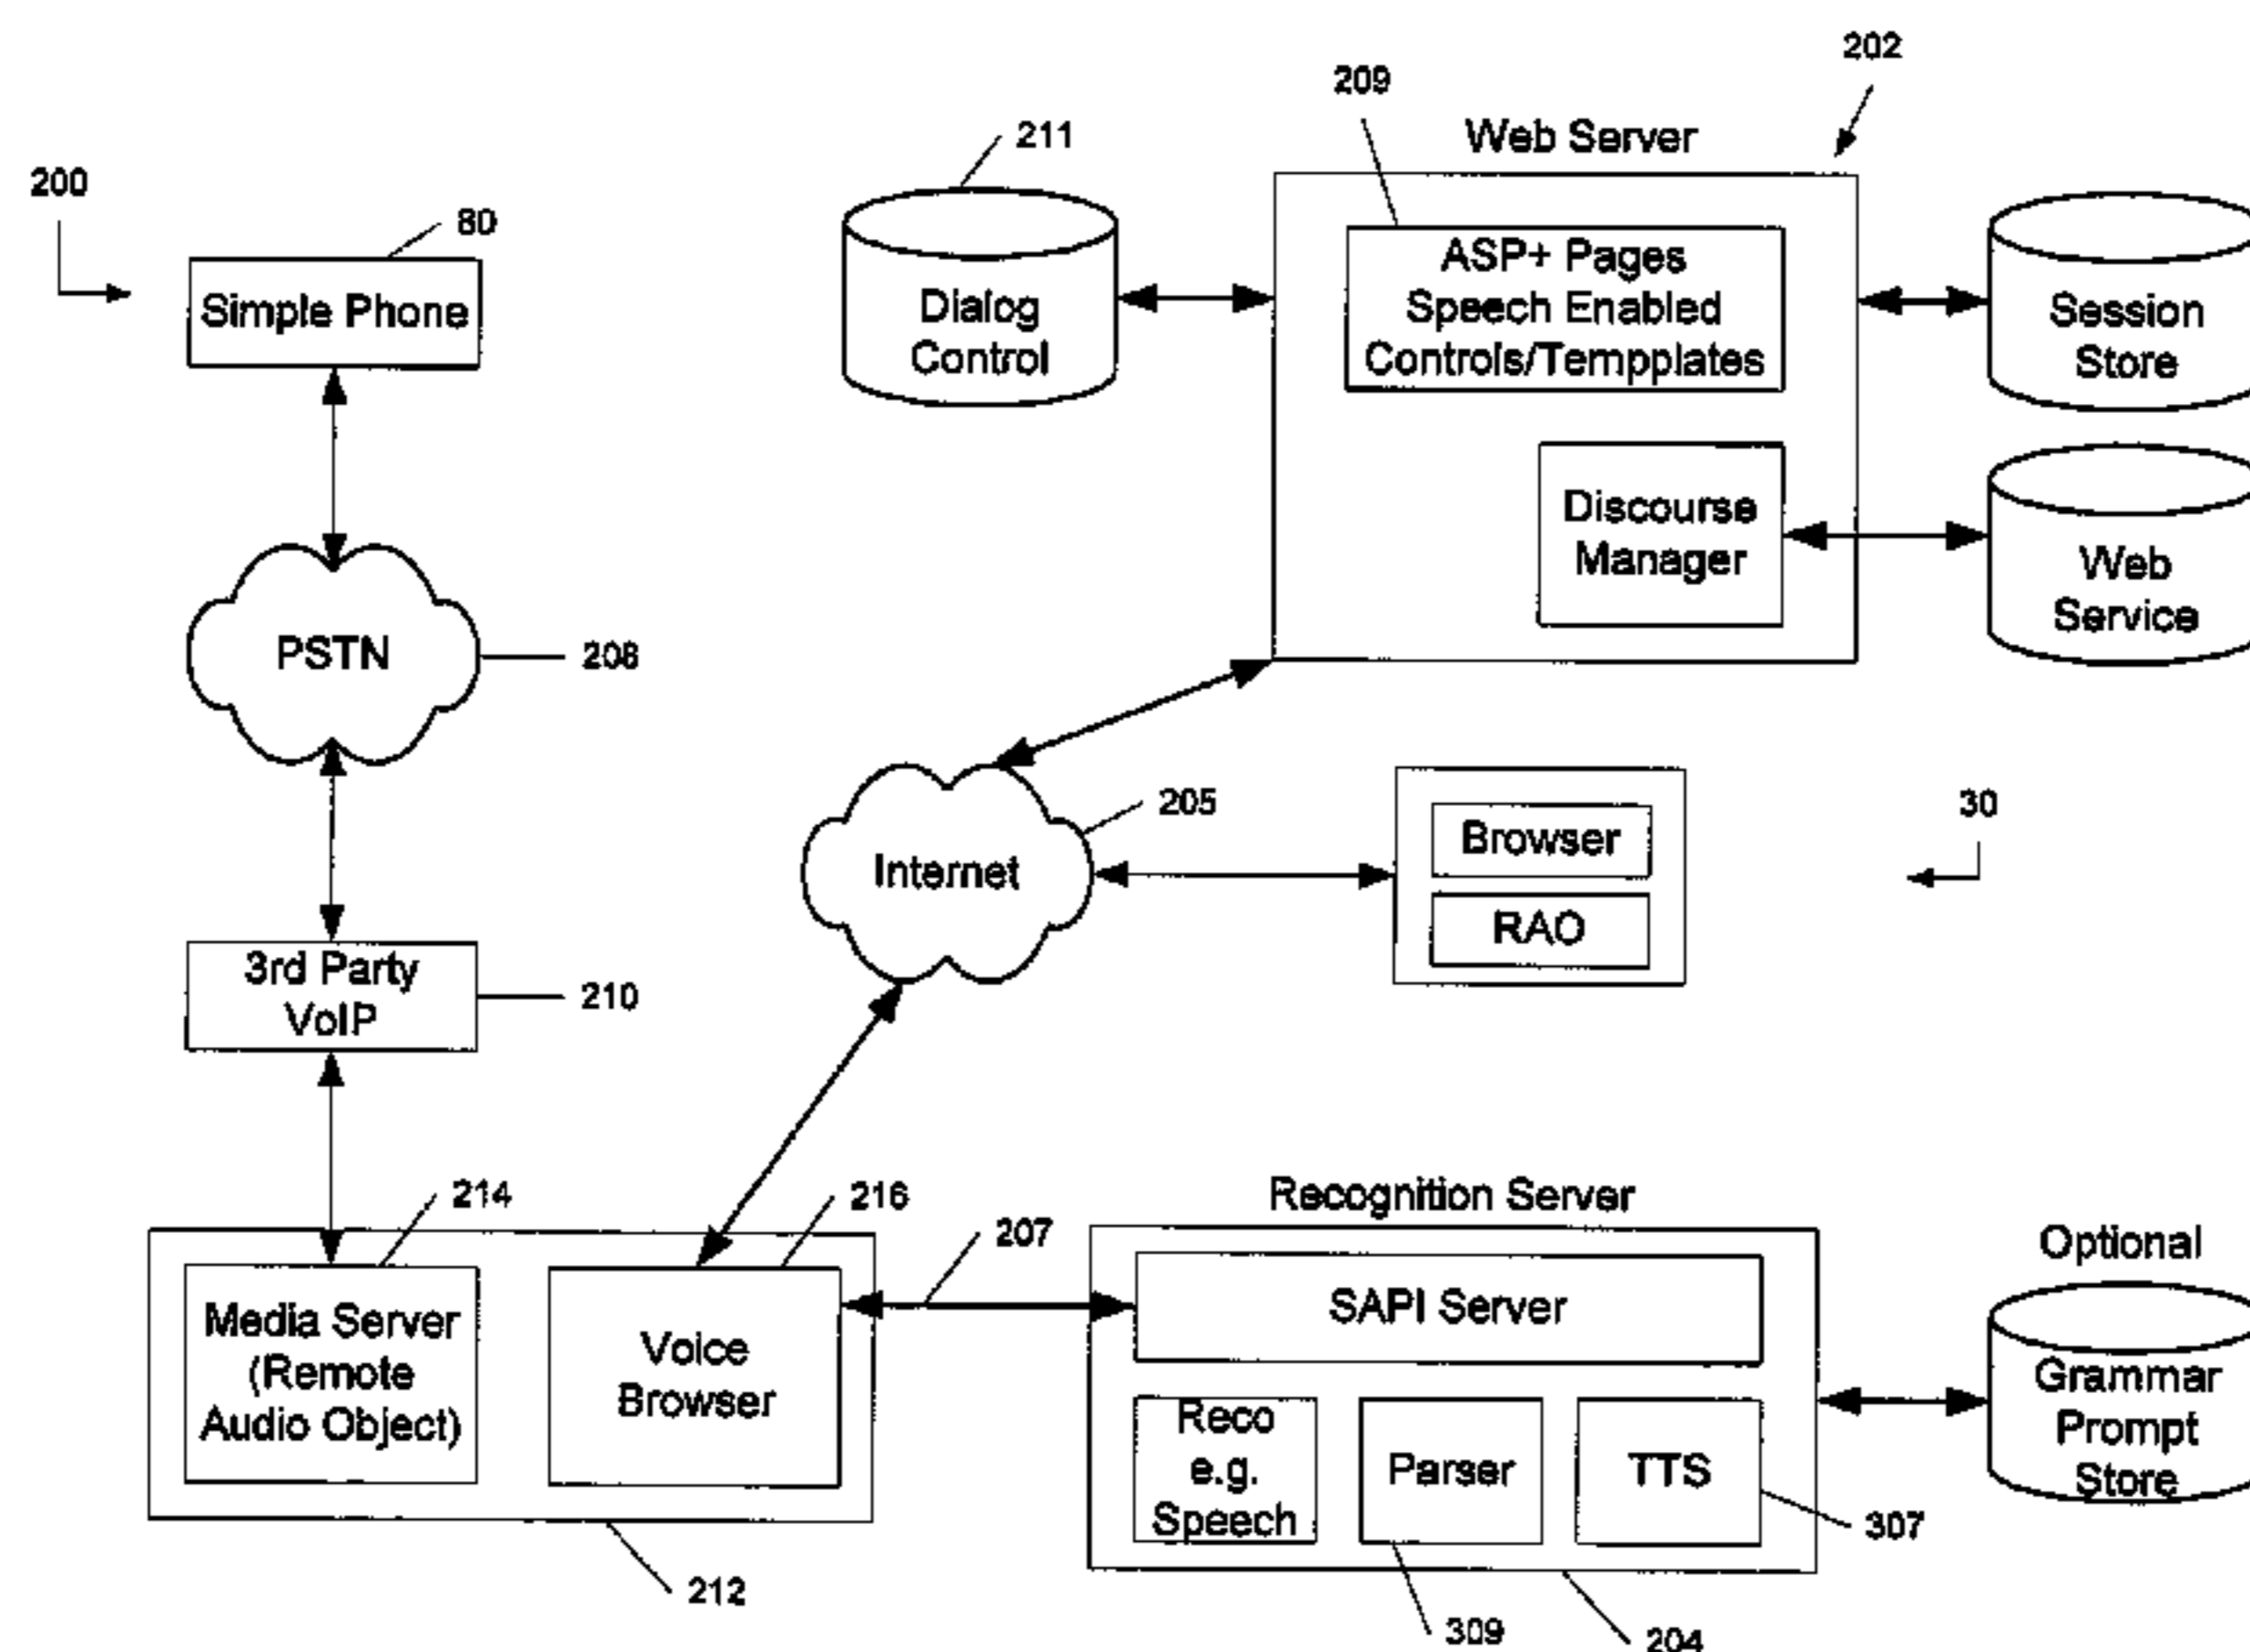 202
209
Web Server
211
200
80
Simple Phone
Dialog
Control
ASP+ Pages
Speech Enabled
Controls/Tempplates
Session
Store
Discourse
Manager
Web
Service
PSTN
208
205
Internet
Browser
RAO
30
3rd Party
VoIP
210
214
216
207
Recognition Server
Optional
Media Server
(Remote
Audio Object)
Voice
Browser
SAPI Server
Reco
e.g.
Speech
Parser
TTS
Grammar
Prompt
Store
307
212
309
204